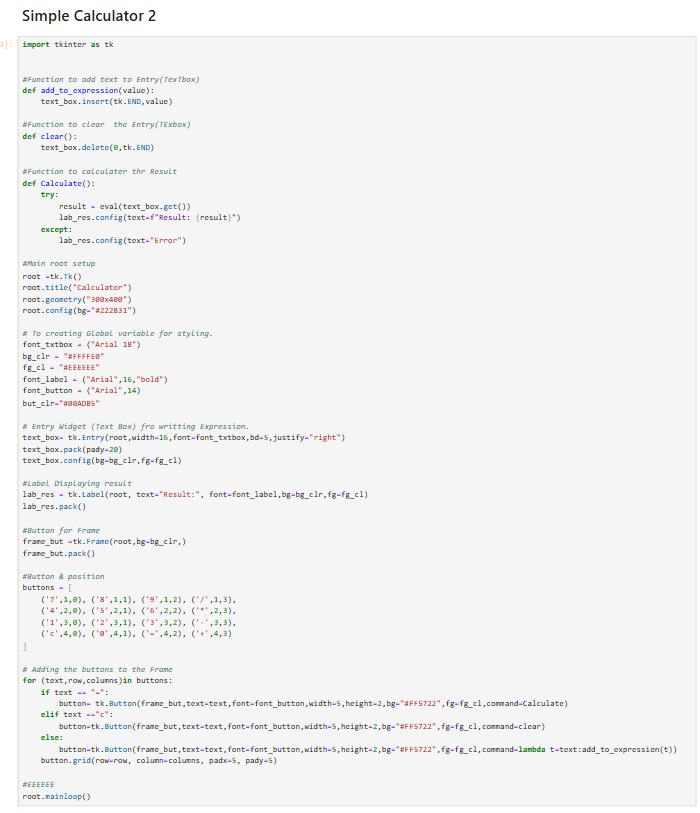 Simple Calculator 2
3]:
import tkinter as tk
#Function to add text to Entry(TexTbox)
def add_to_expression(value):
    text_box.insert(tk.END,value)
#Function to clear  the Entry(TExbox)
def clear():
    text_box.delete(0,tk.END)
#Function to calculater thr Result
def Calculate():
    try:
        result = eval(text_box.get())
        lab_res.config(text=f"Result: {result}")
    except:
        lab_res.config(text="Error")
#Main root setup
root =tk.Tk()
root.title("Calculator")
root.geometry("300x400")
root.config(bg="#222831")
# To creating Global variable for styling.
font_txtbox = ("Arial 18")
bg_clr = "#FFFFE0"
fg_cl = "#EEEEEE"
font_label = ("Arial",16,"bold")
font_button = ("Arial",14)
but_clr="#00ADB5"
# Entry Widget (Text Box) fro writting Expression.
text_box= tk.Entry(root,width=16,font=font_txtbox,bd=5,justify="right")
text_box.pack(pady=20)
text_box.config(bg=bg_clr,fg=fg_cl)
#Label Displaying result
lab_res = tk.Label(root, text="Result:", font=font_label,bg=bg_clr,fg=fg_cl)
lab_res.pack()
#Button for Frame
frame_but =tk.Frame(root,bg=bg_clr,)
frame_but.pack()
#Button & position
buttons = [
    ('7',1,0), ('8',1,1), ('9',1,2), ('/',1,3),
    ('4',2,0), ('5',2,1), ('6',2,2), ('*',2,3),
    ('1',3,0), ('2',3,1), ('3',3,2), ('-',3,3),
    ('c',4,0), ('0',4,1), ('=',4,2), ('+',4,3)
]
# Adding the buttons to the Frame
for (text,row,columns)in buttons:
    if text == "=":
        button= tk.Button(frame_but,text=text,font=font_button,width=5,height=2,bg="#FF5722",fg=fg_cl,command=Calculate)
    elif text =="c":
        button=tk.Button(frame_but,text=text,font=font_button,width=5,height=2,bg="#FF5722",fg=fg_cl,command=clear)
    else:
        button=tk.Button(frame_but,text=text,font=font_button,width=5,height=2,bg="#FF5722",fg=fg_cl,command=lambda t=text:add_to_expression(t))
    button.grid(row=row, column=columns, padx=5, pady=5)
#EEEEEE
root.mainloop()